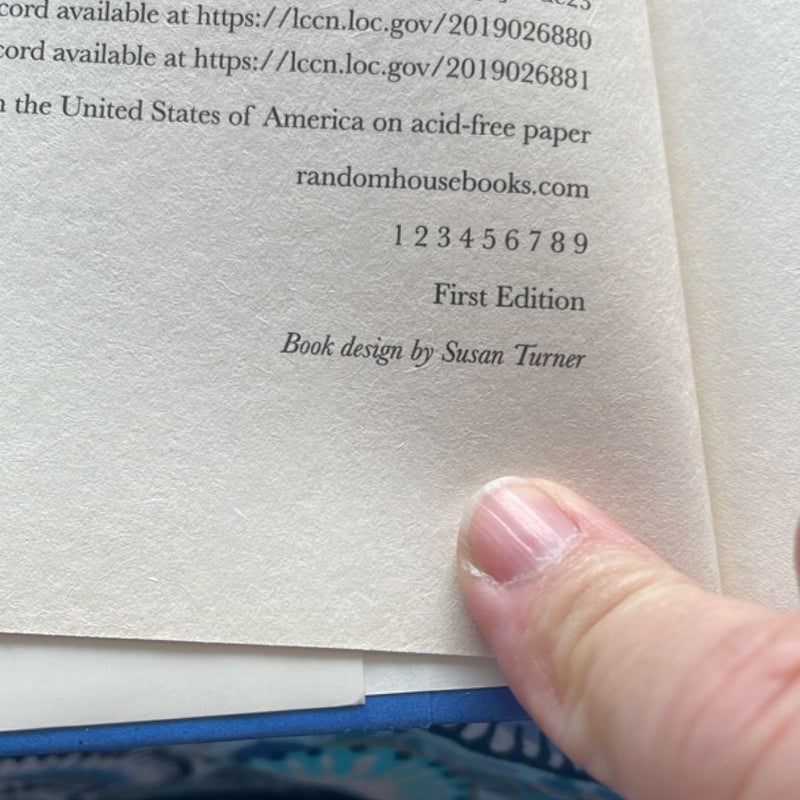 cord available at https://lccn.loc.gov/2019026880
cord available at https://lccn.loc.gov/2019026881
the United States of America on acid-free paper
randomhousebooks.com
1 2 3 4 5 6 7 8 9
First Edition
Book design by Susan Turner